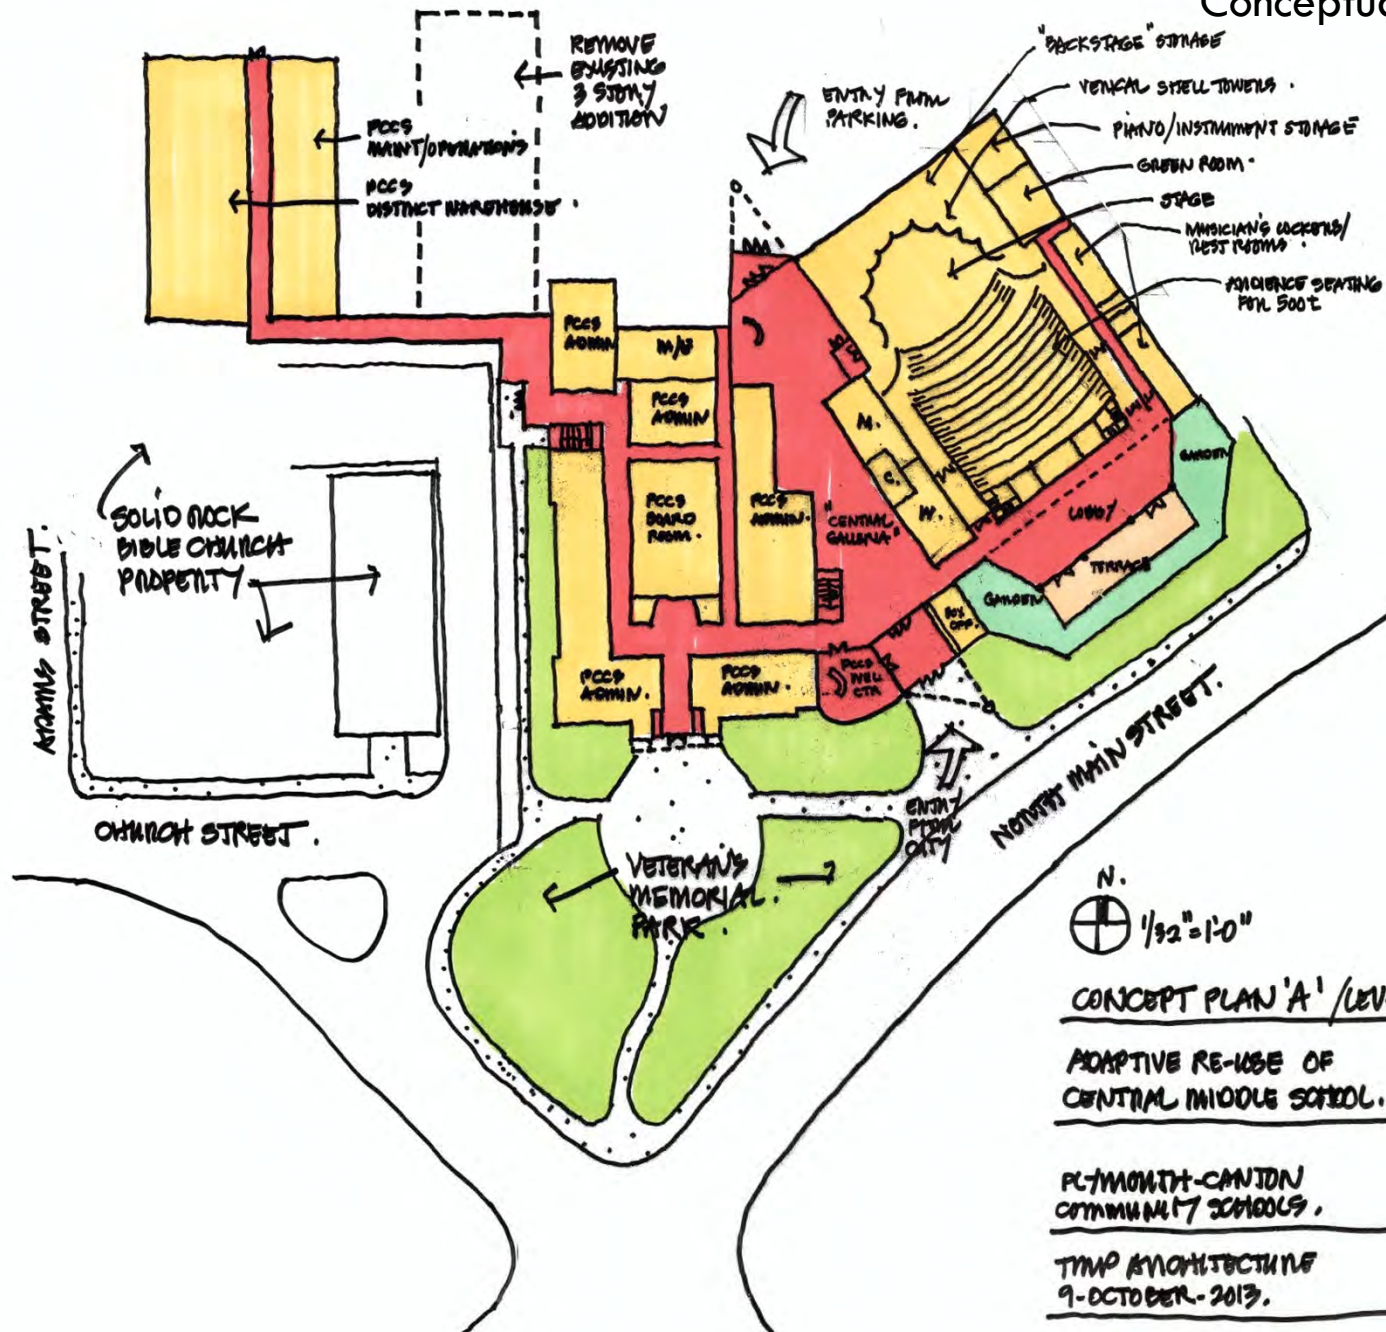 Conceptu
REMOVE
EXISTING
3 STORY
ADDITION
PCCS
MAINT/OPERATIONS
PCCS
DISTRICT WAREHOUSE.
ENTRY FROM
PARKING.
"BACKSTAGE" STORAGE
VERTICAL SHELL TOWERS.
PIANO/INSTRUMENT STORAGE
GREEN ROOM.
STAGE
MUSICIAN'S LOCKERS/
REST ROOMS.
AUDIENCE SEATING
FOR 500±
PCCS
ADMIN
M/U
PCCS
ADMIN
PCCS
BOARD
ROOM.
PCCS
ADMIN.
"CENTRAL
GALLERIA"
M.
C.
W.
LOBBY
GARDEN
"TERRACE"
GARDEN
BOX
OFF.
PCCS
ADMIN.
PCCS
ADMIN.
PCCS
WEL.
CTR
SOLID ROCK
BIBLE CHURCH
PROPERTY
ADAMS STREET.
CHURCH STREET.
VETERAN'S
MEMORIAL.
PARK.
ENTRY
FROM
CITY
NORTH MAIN STREET.
N.
1/32"=1'-0"
CONCEPT PLAN 'A' /LEV
ADAPTIVE RE-USE OF
CENTRAL MIDDLE SCHOOL.
PLYMOUTH-CANTON
COMMUNITY SCHOOLS.
TMP ARCHITECTURE
9-OCTOBER-2013.